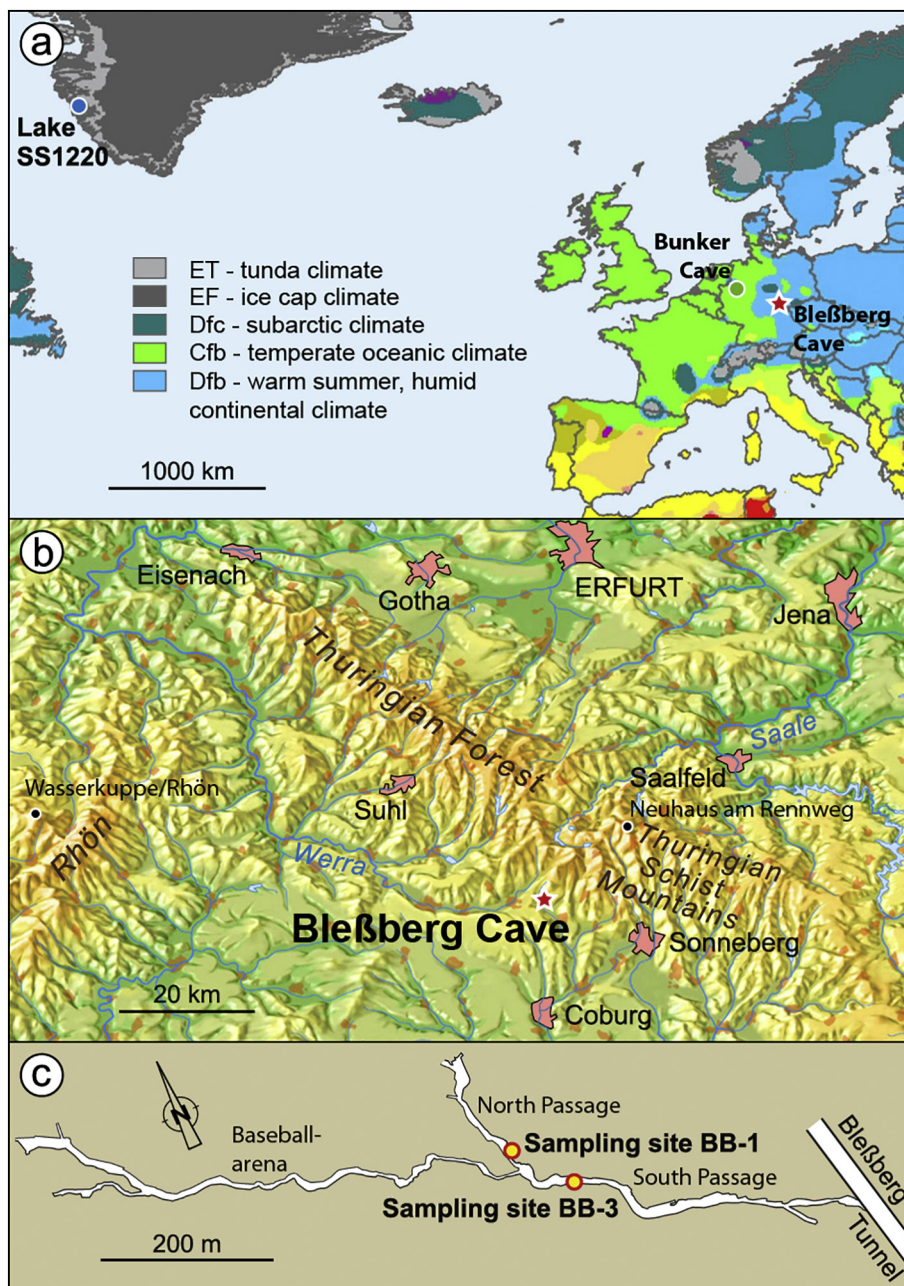 a
Lake
SS1220
Bunker
Cave
Bleßberg
Cave
ET - tunda climate
EF - ice cap climate
Dfc - subarctic climate
Cfb - temperate oceanic climate
Dfb - warm summer, humid
continental climate
1000 km
b
Eisenach
Gotha
ERFURT
Jena
Thuringian Forest
Saale
Saalfeld
Wasserkuppe/Rhön
Suhl
Neuhaus am Rennweg
Rhön
Werra
Thuringian
Schist
Mountains
Bleßberg Cave
Sonneberg
20 km
Coburg
c
N
North Passage
Baseball-
arena
Sampling site BB-1
South Passage
Sampling site BB-3
Bleßberg
Tunnel
200 m